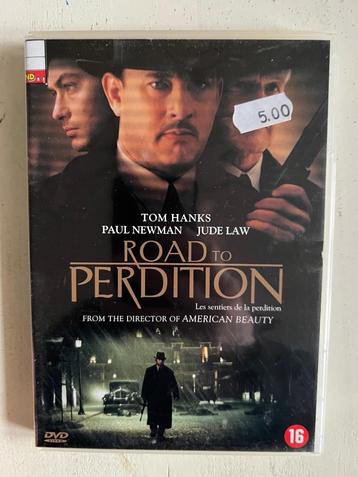 5.00
TOM HANKS
PAUL NEWMAN JUDE LAW
ROAD TO
PERDITION
Les sentiers de la perdition
FROM THE DIRECTOR OF AMERICAN BEAUTY
DVD
VIDEO
16